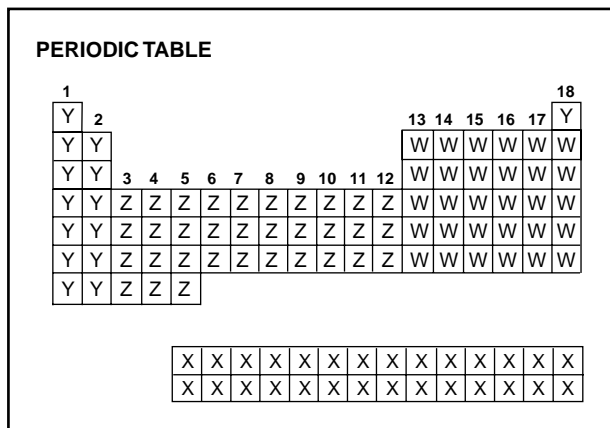 PERIODIC TABLE
1 18
Y 2 13 14 15 16 17 Y
Y Y W W W W W W
Y Y 3 4 5 6 7 8 9 10 11 12 W W W W W W
Y Y Z Z Z Z Z Z Z Z Z Z W W W W W W
Y Y Z Z Z Z Z Z Z Z Z Z W W W W W W
Y Y Z Z Z Z Z Z Z Z Z Z W W W W W W
Y Y Z Z Z
X X X X X X X X X X X X X X
X X X X X X X X X X X X X X